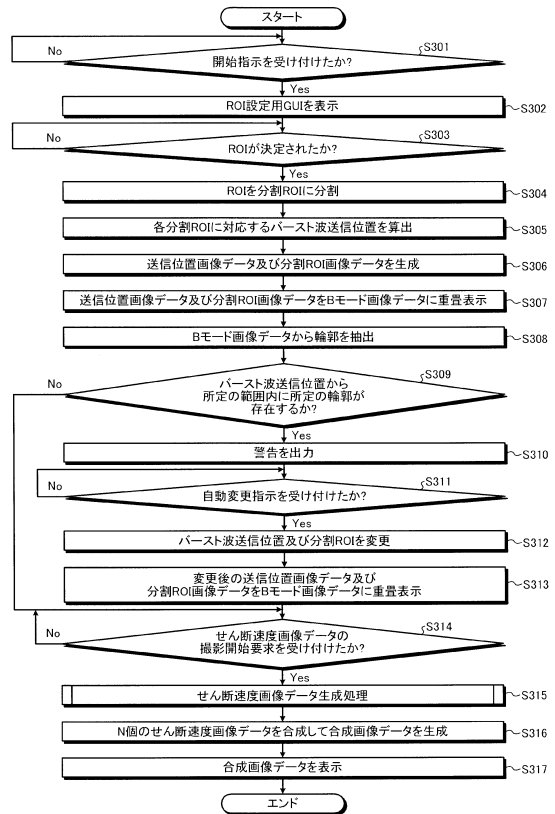 スタート
S301
No
開始指示を受け付けたか?
Yes
ROI設定用GUIを表示
S302
S303
No
ROIが決定されたか?
Yes
ROIを分割ROIに分割
S304
各分割ROIに対応するバースト波送信位置を算出
S305
送信位置画像データ及び分割ROI画像データを生成
S306
送信位置画像データ及び分割ROI画像データをBモード画像データに重畳表示
S307
Bモード画像データから輪郭を抽出
S308
S309
No
バースト波送信位置から
所定の範囲内に所定の輪郭が
存在するか?
Yes
警告を出力
S310
S311
No
自動変更指示を受け付けたか?
Yes
バースト波送信位置及び分割ROIを変更
S312
変更後の送信位置画像データ及び
分割ROI画像データをBモード画像データに重畳表示
S313
S314
No
せん断速度画像データの
撮影開始要求を受け付けたか?
Yes
せん断速度画像データ生成処理
S315
N個のせん断速度画像データを合成して合成画像データを生成
S316
合成画像データを表示
S317
エンド